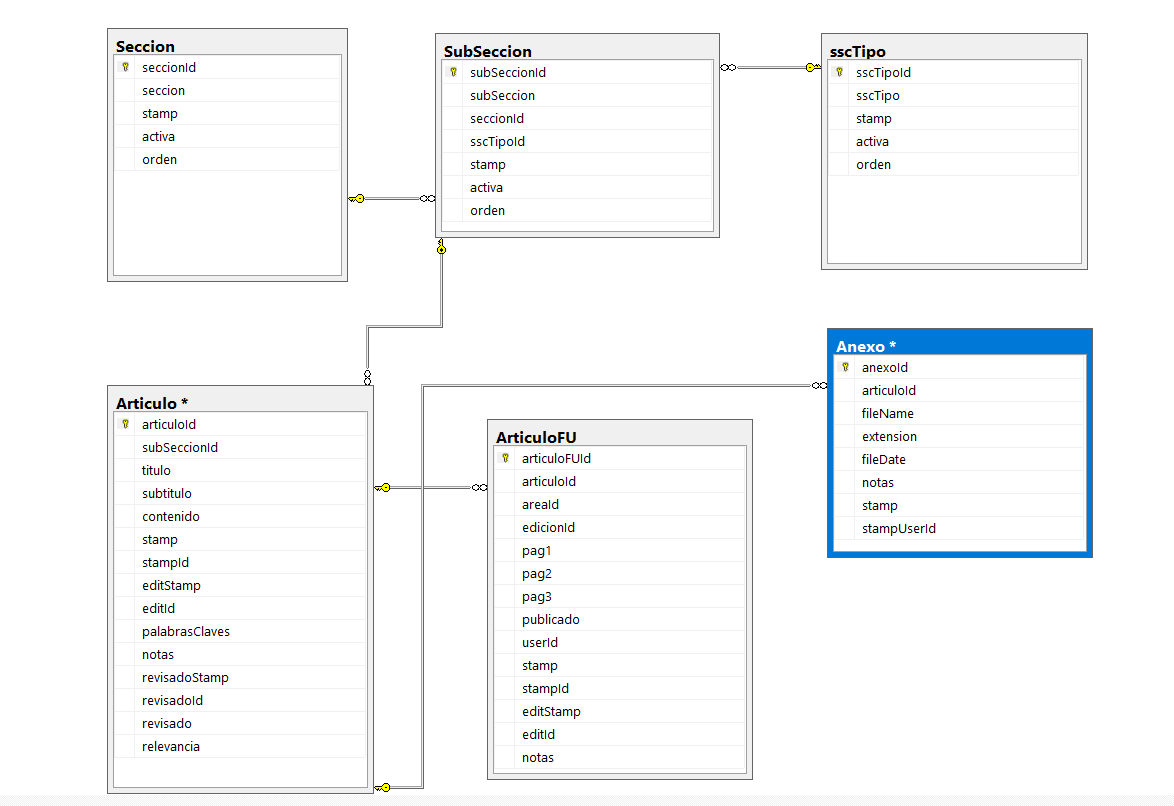 Seccion
seccionId
seccion
stamp
activa
orden
SubSeccion
subSeccionId
subSeccion
seccionId
sscTipoId
stamp
activa
orden
sscTipo
sscTipoId
sscTipo
stamp
activa
orden
Articulo *
articuloId
subSeccionId
titulo
subtitulo
contenido
stamp
stampId
editStamp
editId
palabrasClaves
notas
revisadoStamp
revisadoId
revisado
relevancia
ArticuloFU
articuloFUId
articuloId
areaId
edicionId
pag1
pag2
pag3
publicado
userId
stamp
stampId
editStamp
editId
notas
Anexo *
anexoId
articuloId
fileName
extension
fileDate
notas
stamp
stampUserId